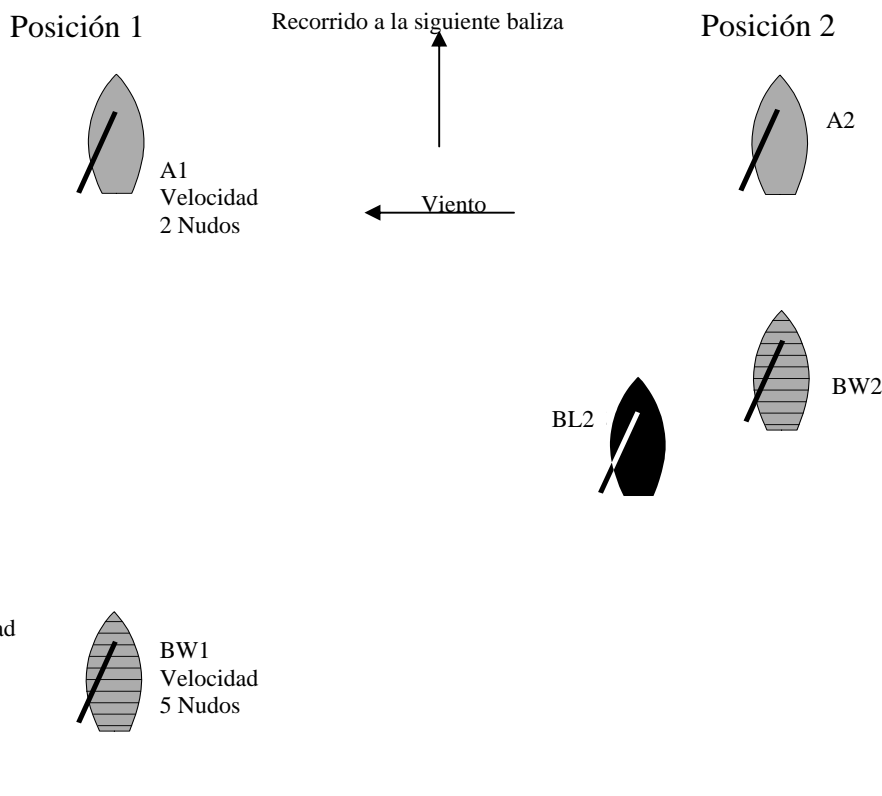 Posición 1
Recorrido a la siguiente baliza
Posición 2
A2
A1
Velocidad
2 Nudos
Viento
BW2
BL2
ad
BW1
Velocidad
5 Nudos